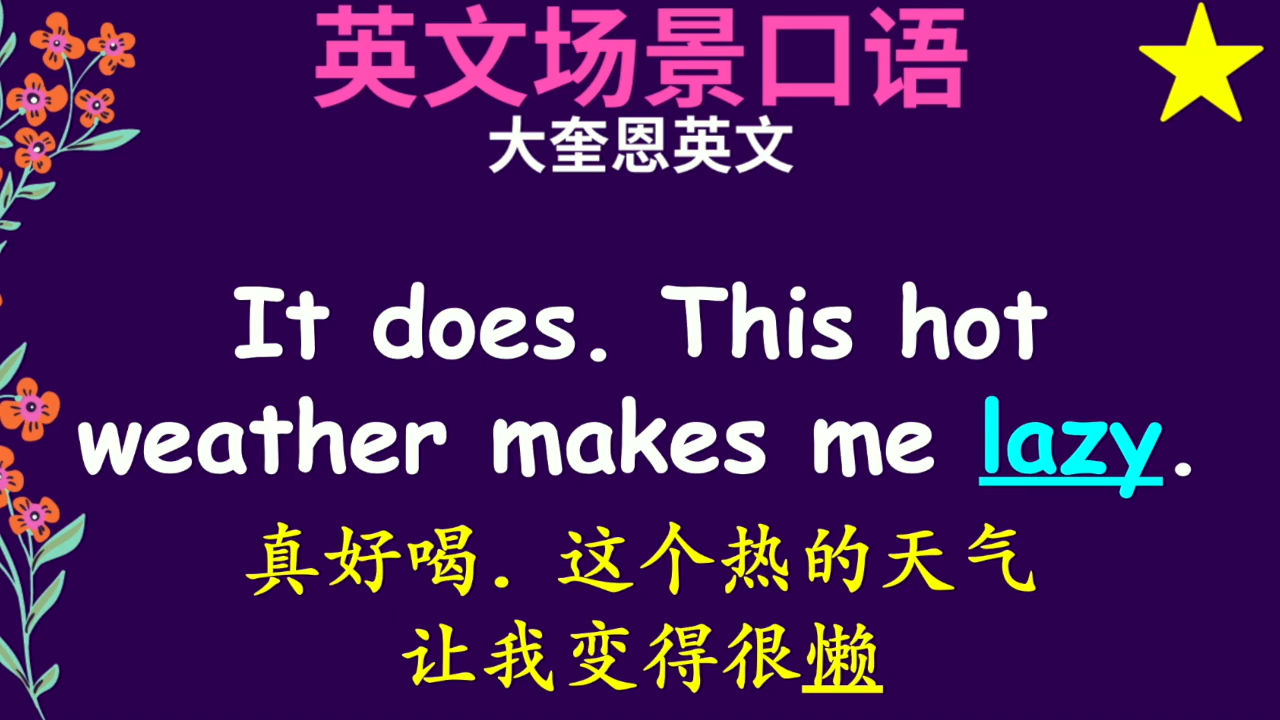 英文场景口语
大奎恩英文
It does. This hot
weather makes me lazy.
真好喝. 这个热的天气
让我变得很懒